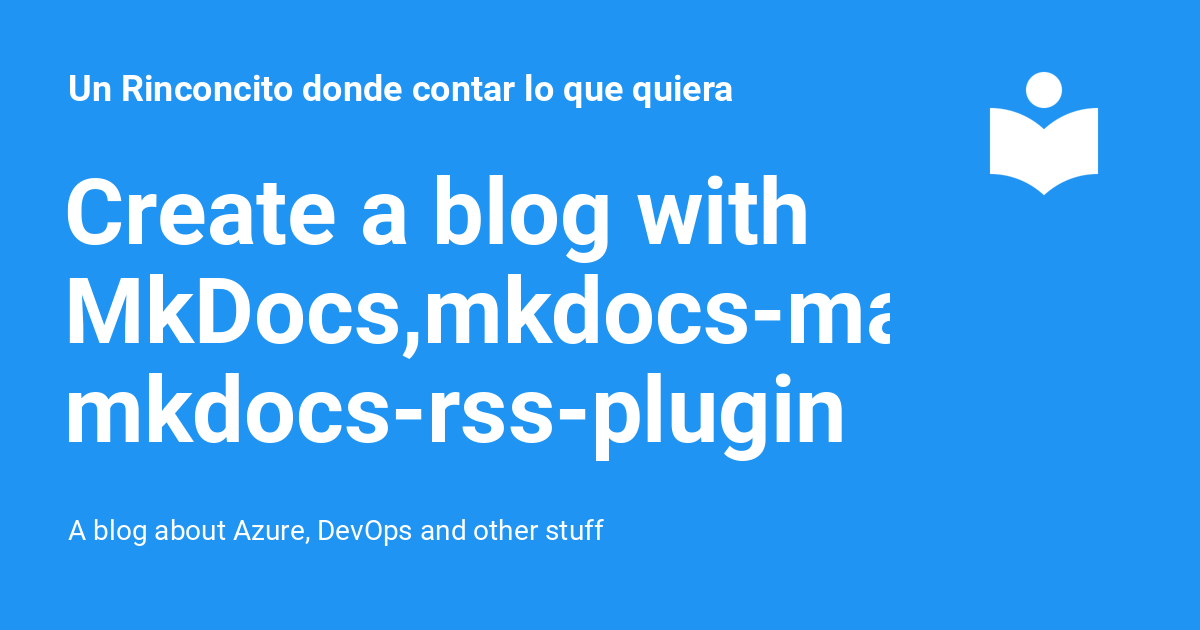 Un Rinconcito donde contar lo que quiera
Create a blog with
MkDocs,mkdocs-ma
mkdocs-rss-plugin
A blog about Azure, DevOps and other stuff